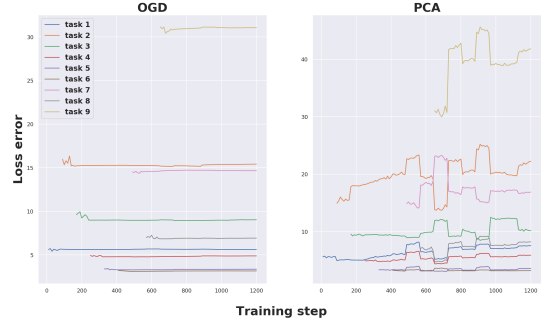 OGD
PCA
task 1
task 2
task 3
task 4
task 5
task 6
task 7
task 8
task 9
Loss error
30
25
20
15
10
5
0 200 400 600 800 1000 1200
40
30
20
10
0 200 400 600 800 1000 1200
Training step